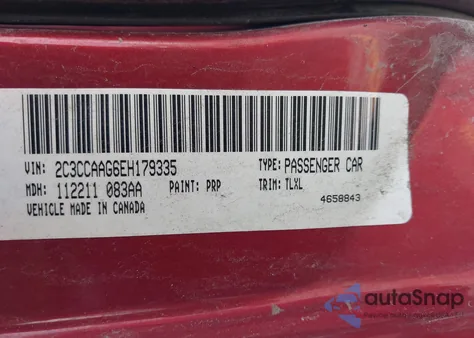 VIN: 2C3CCAAG6EH179335 TYPE: PASSENGER CAR
MDH: 112211 083AA PAINT: PRP TRIM: TLXL
VEHICLE MADE IN CANADA 4658843
autoSnap